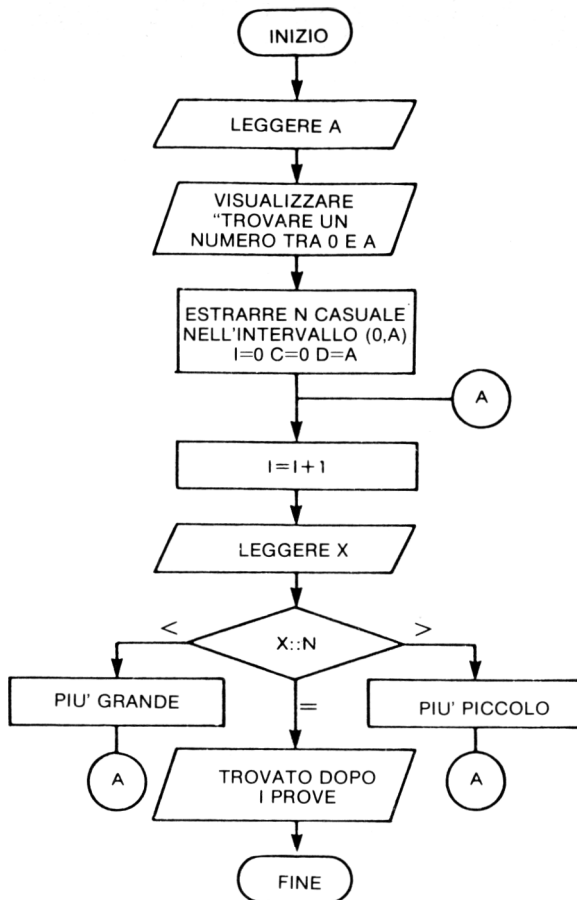 INIZIO
LEGGERE A
VISUALIZZARE
“TROVARE UN
NUMERO TRA 0 E A
ESTRARRE N CASUALE
NELL'INTERVALLO (0,A)
I=0 C=0 D=A
A
I=I+1
LEGGERE X
<
X::N
>
PIU' GRANDE
=
PIU' PICCOLO
A
TROVATO DOPO
I PROVE
A
FINE